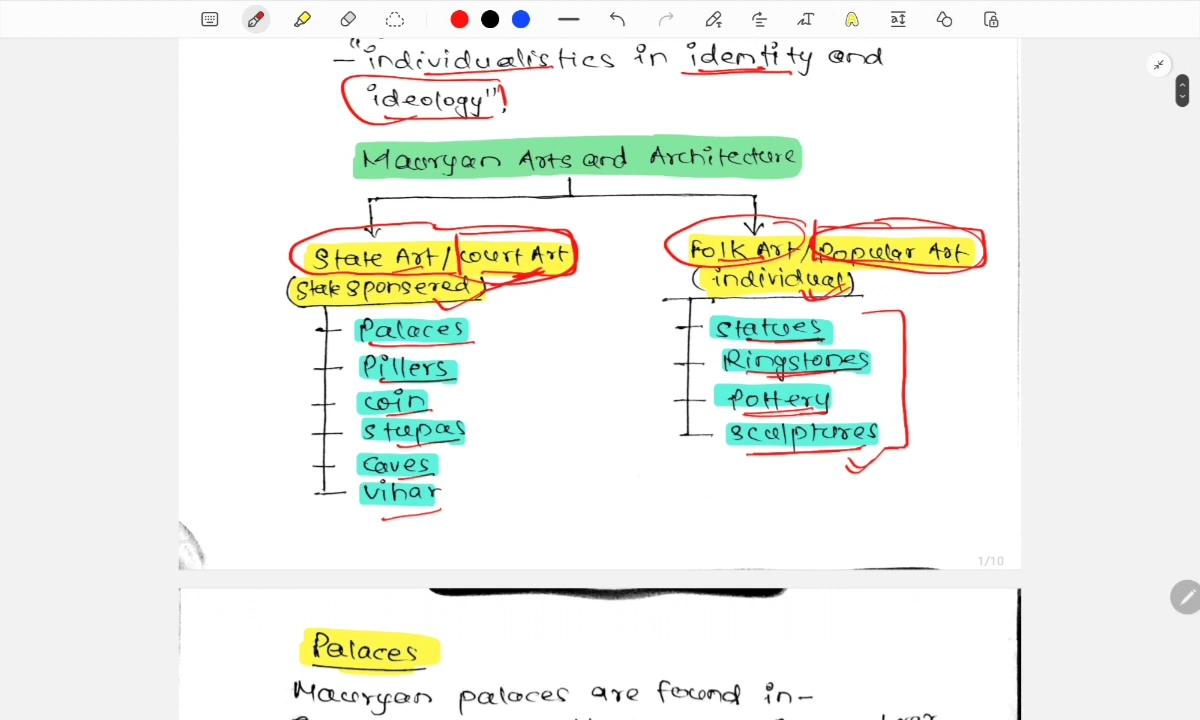 – "individualistics in identity and
ideology"!
Mauryan Arts and Architecture
State Art / Court Art
(State sponsered)
Palaces
Pillers
coin
stupas
Caves
Vihar
Folk Art / Popular Art
(individual)
Statues
Ringstones
Pottery
sculptures
1/10
Palaces
Mauryan palaces are found in–